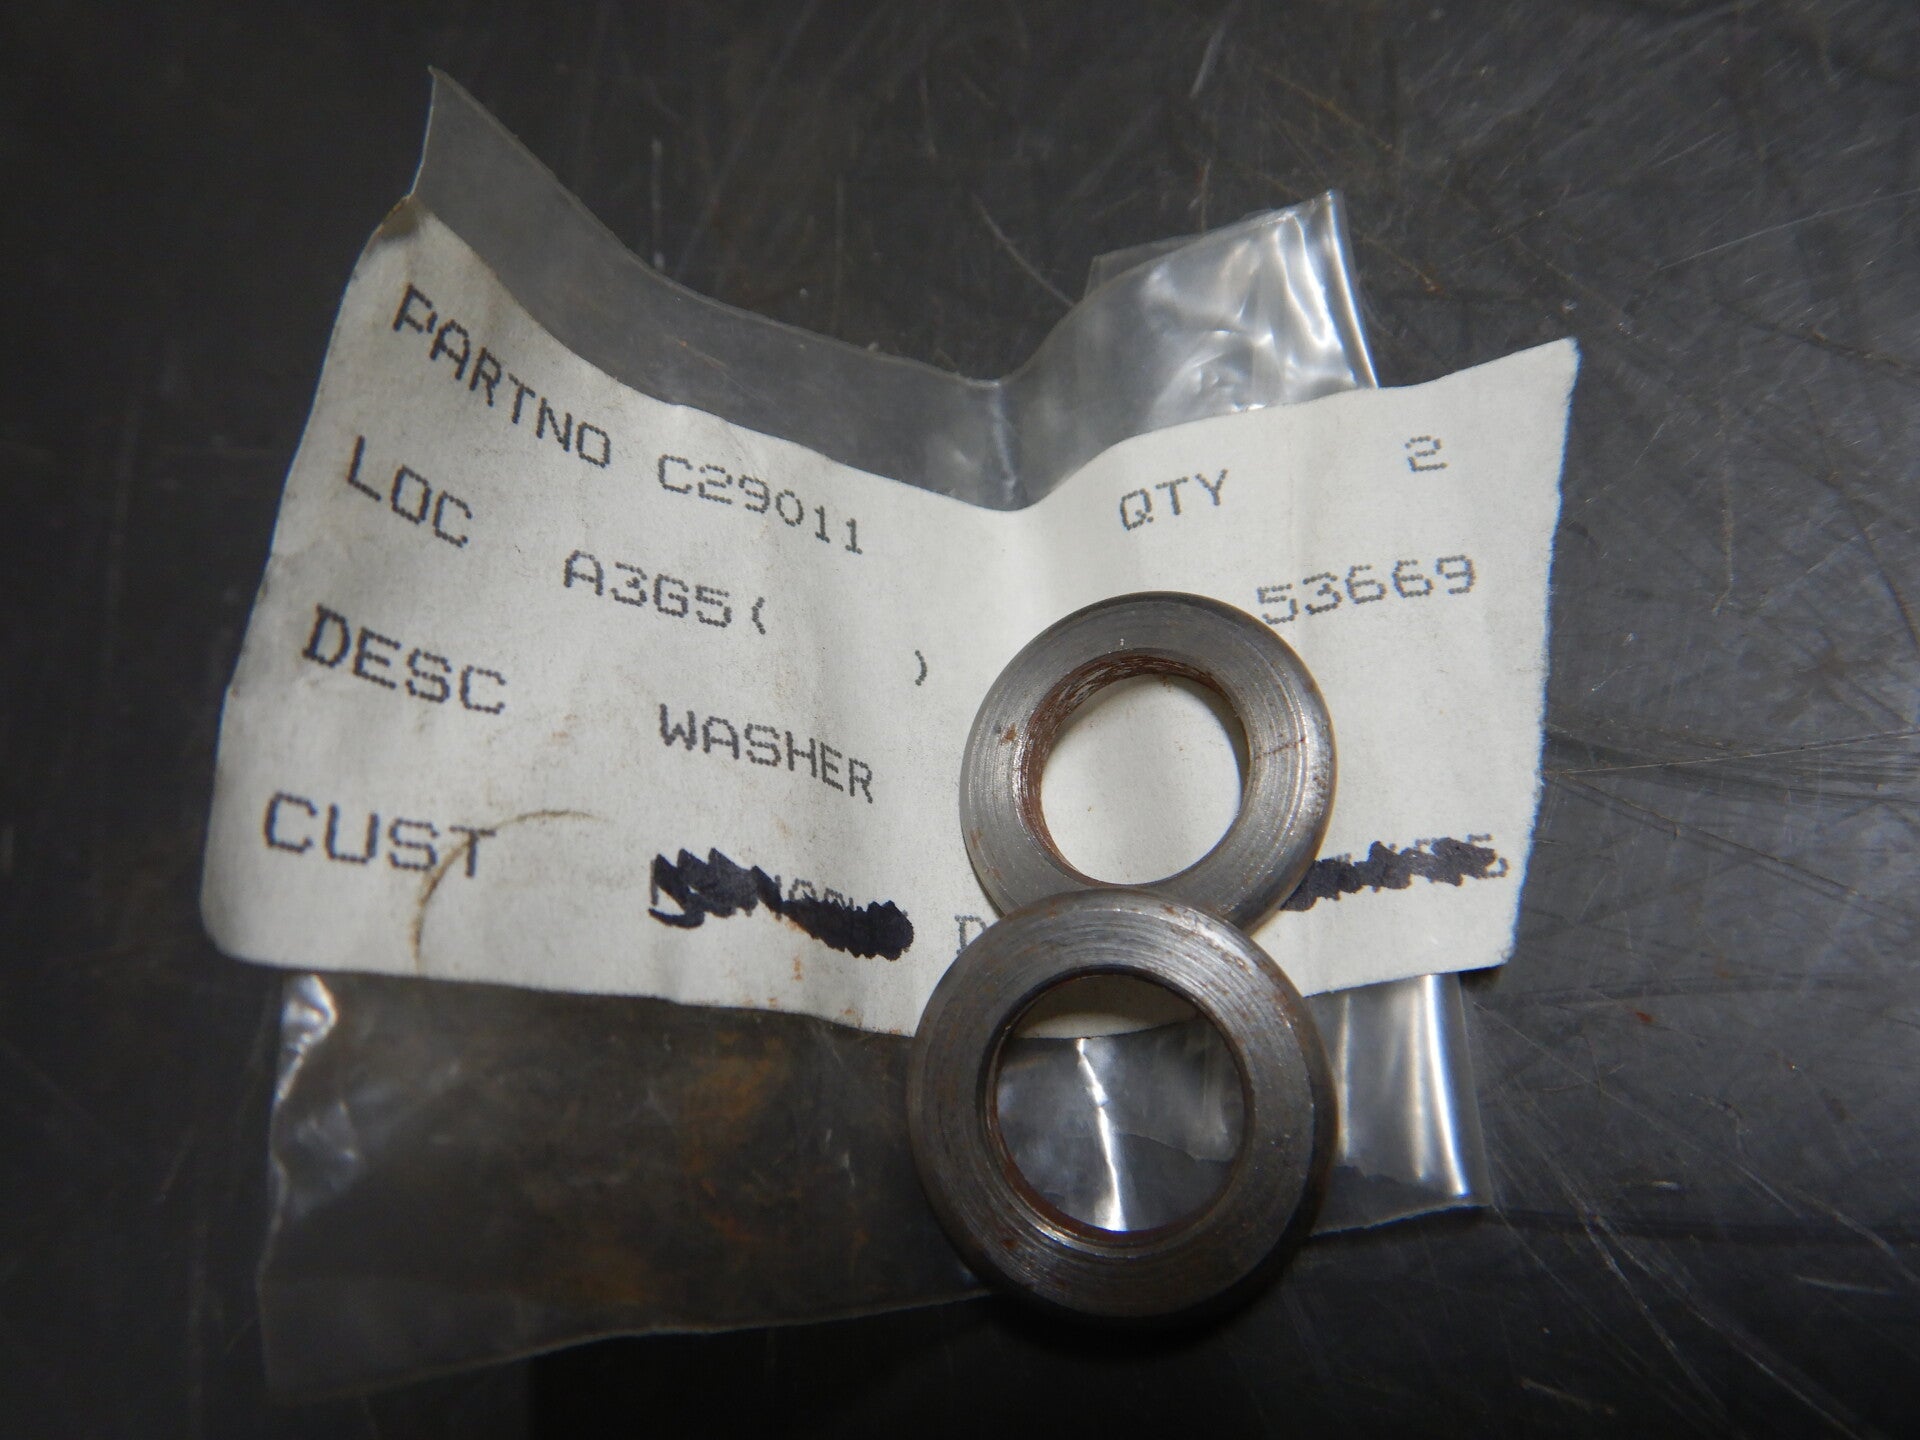 PARTNO C29011 QTY 2
LOC A3G5( ) 53669
DESC WASHER
CUST